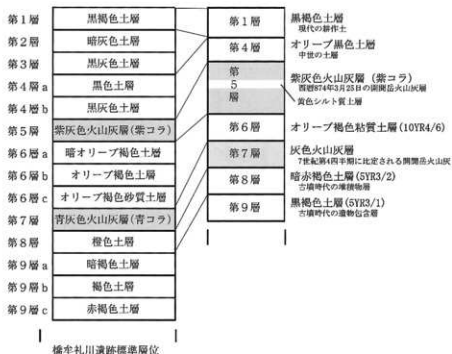 第1層 黒褐色土層
第2層 暗灰色土層
第3層 黒灰色土層
第4層a 黒色土層
第4層b 黒灰色土層
第5層 紫灰色火山灰層(紫コラ)
第6層a 暗オリーブ褐色土層
第6層b オリーブ褐色土層
第6層c オリーブ褐色砂質土層
第7層 青灰色火山灰層(青コラ)
第8層 橙色土層
第9層a 暗褐色土層
第9層b 褐色土層
第9層c 赤褐色土層
橋牟礼川遺跡標準層位
第1層 黒褐色土層
現代の耕作土
第4層 オリーブ黒色土層
中世の土層
第5層 紫灰色火山灰層(紫コラ)
西暦874年3月25日の開聞岳火山灰層
黄色シルト質土層
第6層 オリーブ褐色粘質土層(10YR4/6)
第7層 灰色火山灰層
7世紀第4四半期に比定される開聞岳火山灰
第8層 暗赤褐色土層(5YR3/2)
古墳時代の堆積物層
第9層 黒褐色土層(5YR3/1)
古墳時代の遺物包含層